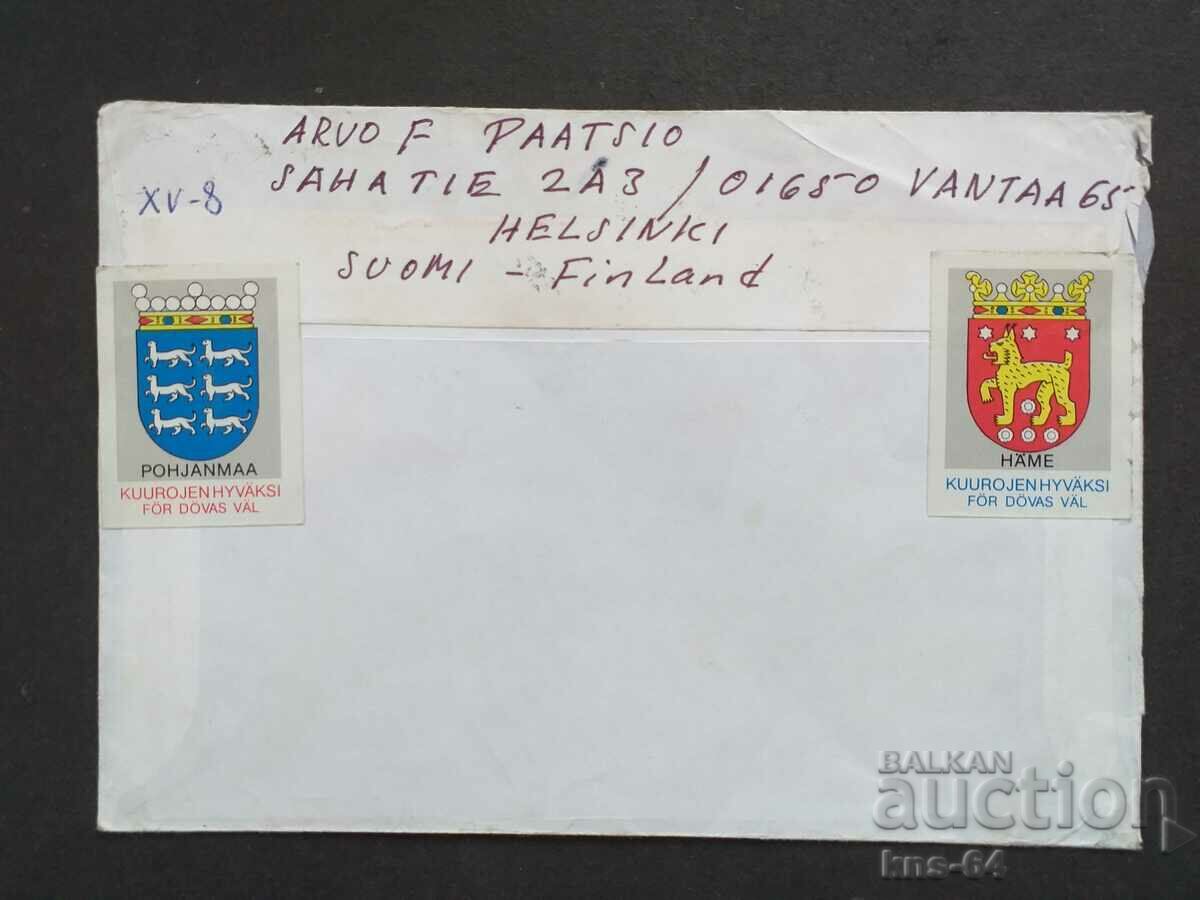 ARVO F PAATSIO
SAHATIE 2A3 / 01650 VANTAA 65
XV-8
HELSINKI
SUOMI - FinLand
POHJANMAA
KUUROJEN HYVÄKSI
FÖR DÖVAS VÄL
HÄME
KUUROJEN HYVÄKSI
FÖR DÖVAS VÄL
BALKAN
auction
kns-64